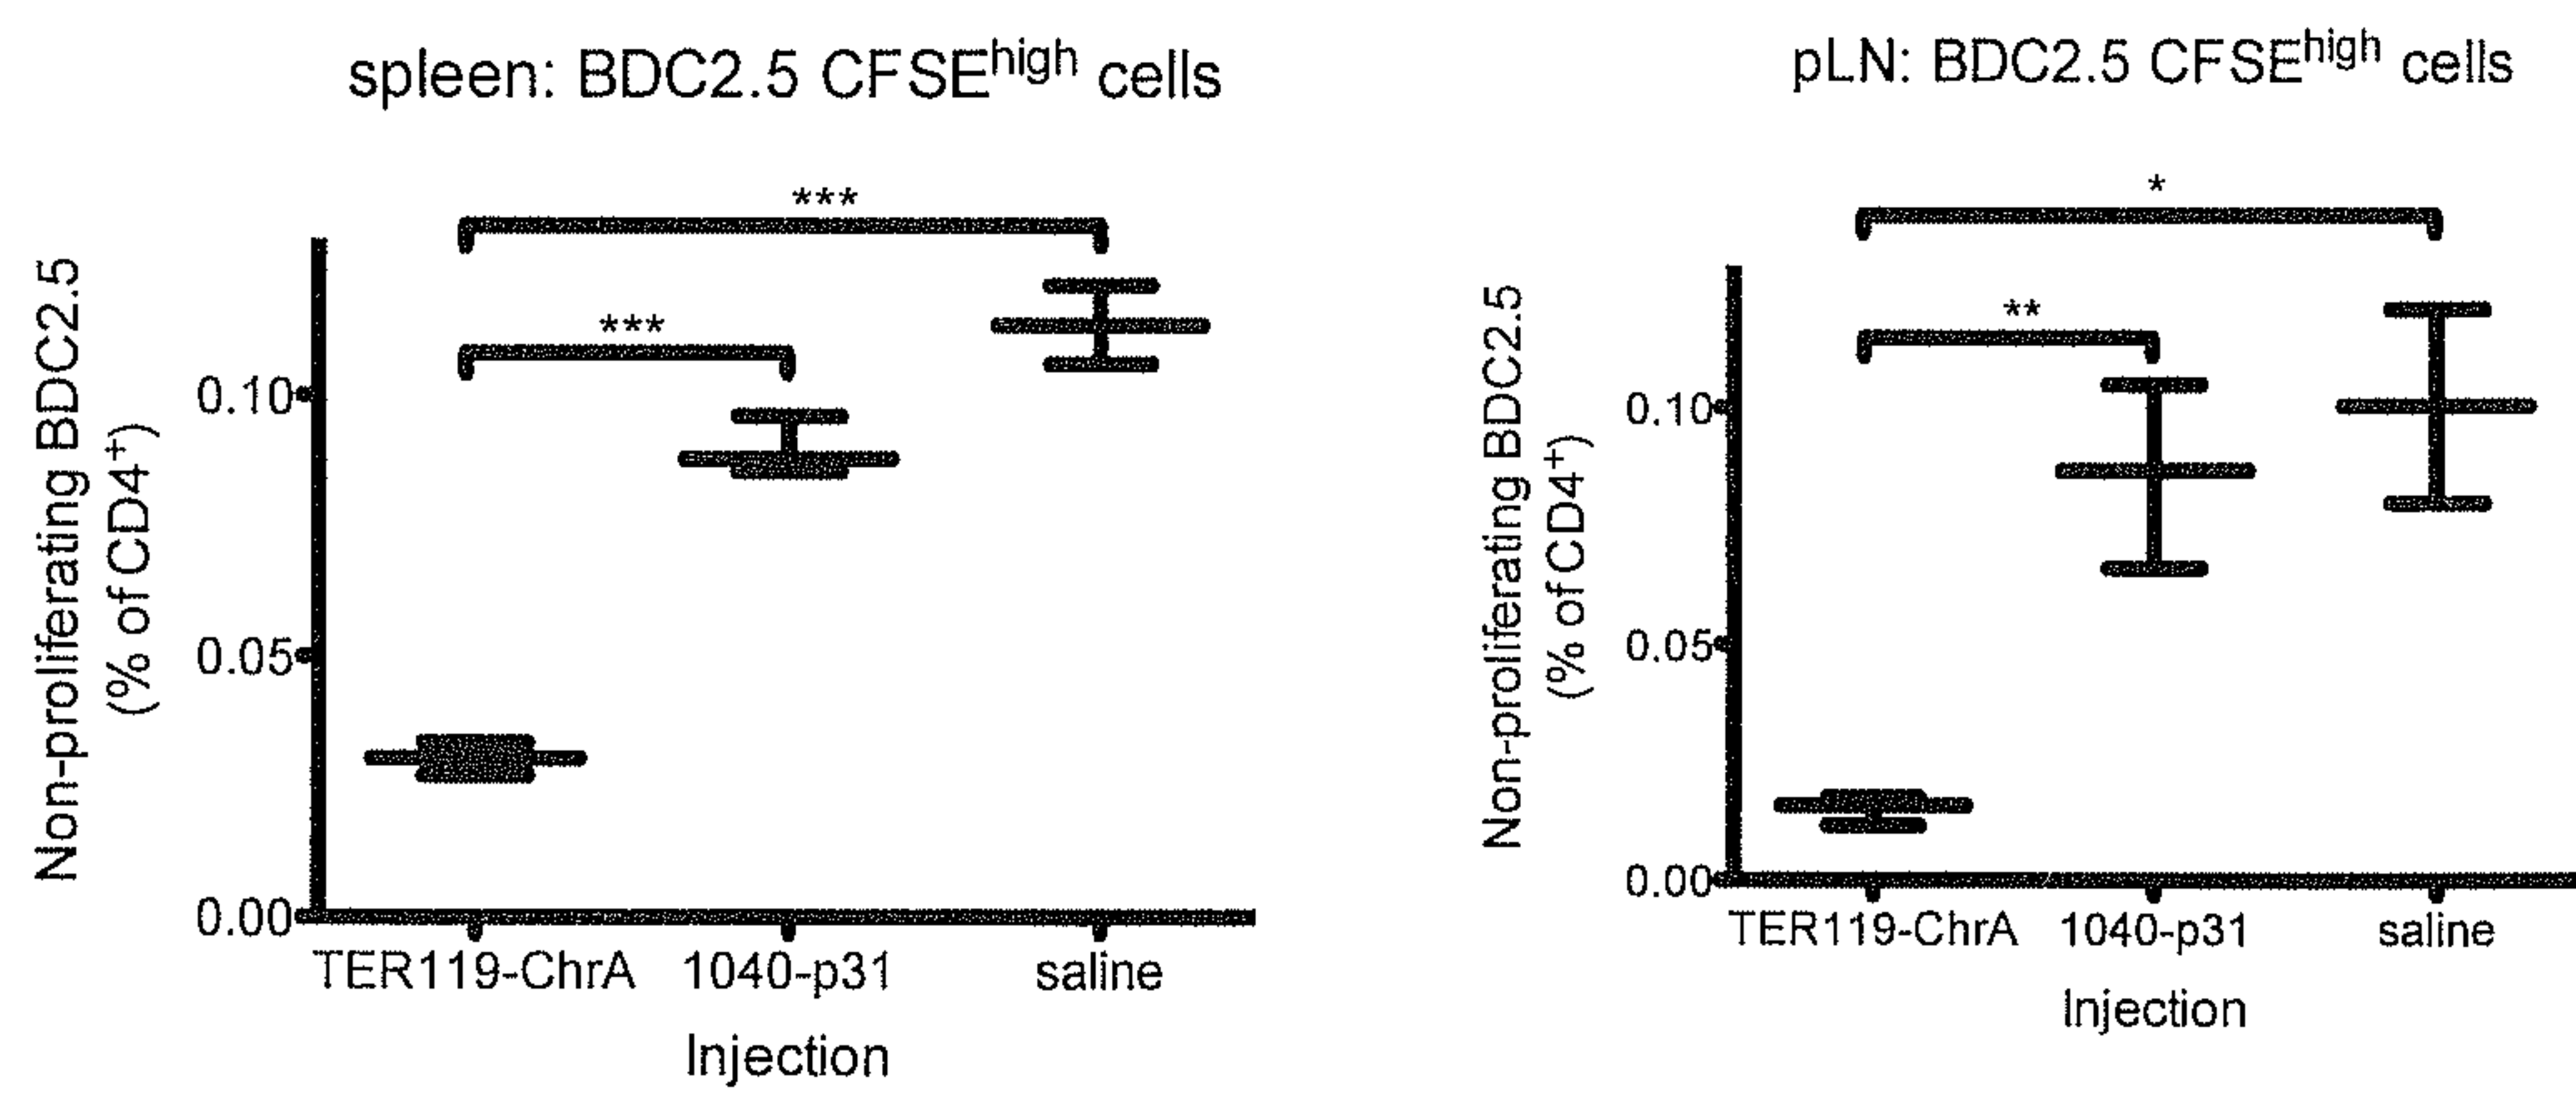 spleen: BDC2.5 CFSEhigh cells
***
***
Non-proliferating BDC2.5
(% of CD4+)
0.10
0.05
0.00
TER119-ChrA 1040-p31 saline
Injection
pLN: BDC2.5 CFSEhigh cells
*
**
Non-proliferating BDC2.5
(% of CD4+)
0.10
0.05
0.00
TER119-ChrA 1040-p31 saline
Injection